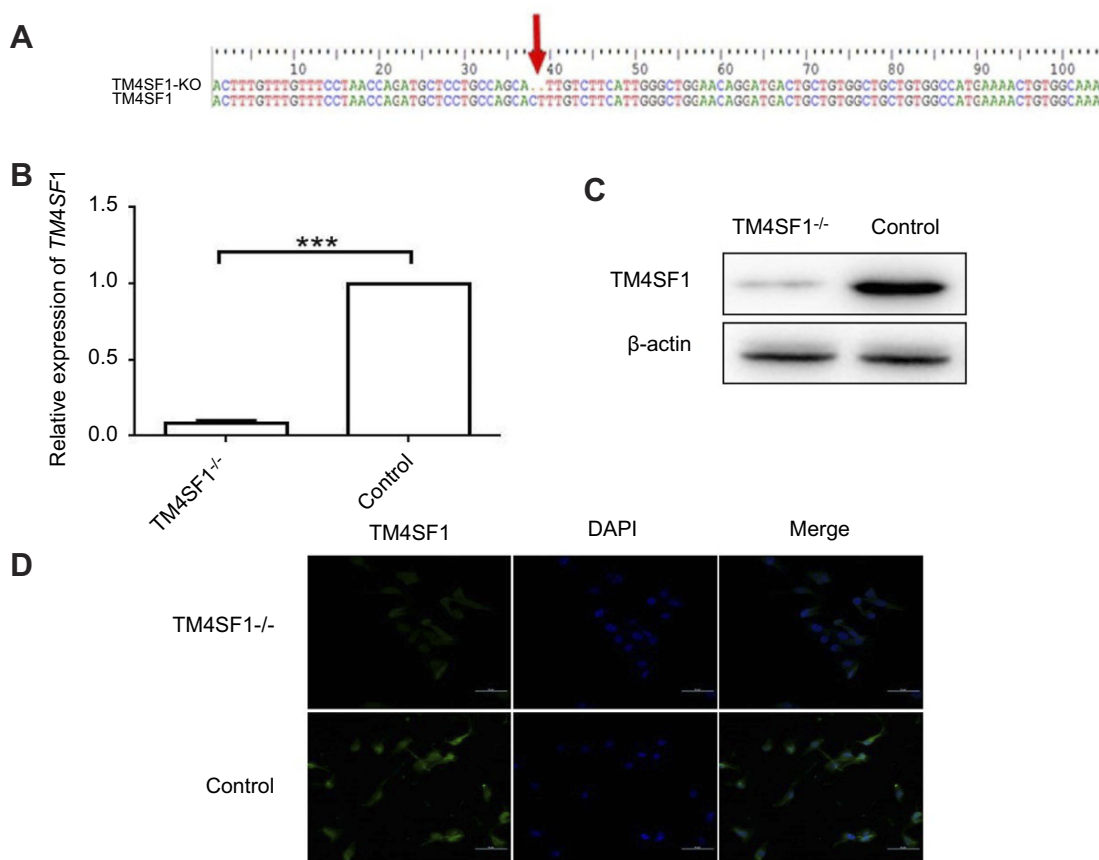 A
10 20 30 40 50 60 70 80 90 100
TM4SF1-KO ACTTTGTTTGTTTCCTAACCAGATGCTCCTGCCAGCA..TTGTCTTCATTGGGCTGGAACAGGATGACTGCTGTGGCTGCTGTGGCCATGAAAACTGTGGCAAA
TM4SF1 ACTTTGTTTGTTTCCTAACCAGATGCTCCTGCCAGCACTTTGTCTTCATTGGGCTGGAACAGGATGACTGCTGTGGCTGCTGTGGCCATGAAAACTGTGGCAAA
B
Relative expression of TM4SF1
1.5
1.0
0.5
0.0
***
TM4SF1-/-
Control
C
TM4SF1-/- Control
TM4SF1
β-actin
D
TM4SF1 DAPI Merge
TM4SF1-/-
Control